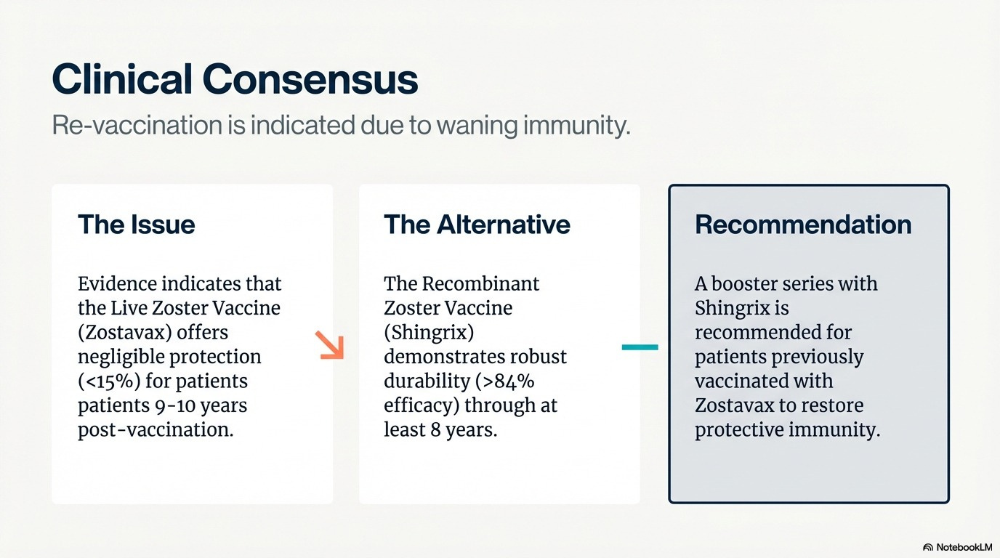 Clinical Consensus
Re-vaccination is indicated due to waning immunity.
The Issue
Evidence indicates that
the Live Zoster Vaccine
(Zostavax) offers
negligible protection
(<15%) for patients
patients 9-10 years
post-vaccination.
The Alternative
The Recombinant
Zoster Vaccine
(Shingrix)
demonstrates robust
durability (>84%
efficacy) through at
least 8 years.
Recommendation
A booster series with
Shingrix is
recommended for
patients previously
vaccinated with
Zostavax to restore
protective immunity.
NotebookLM